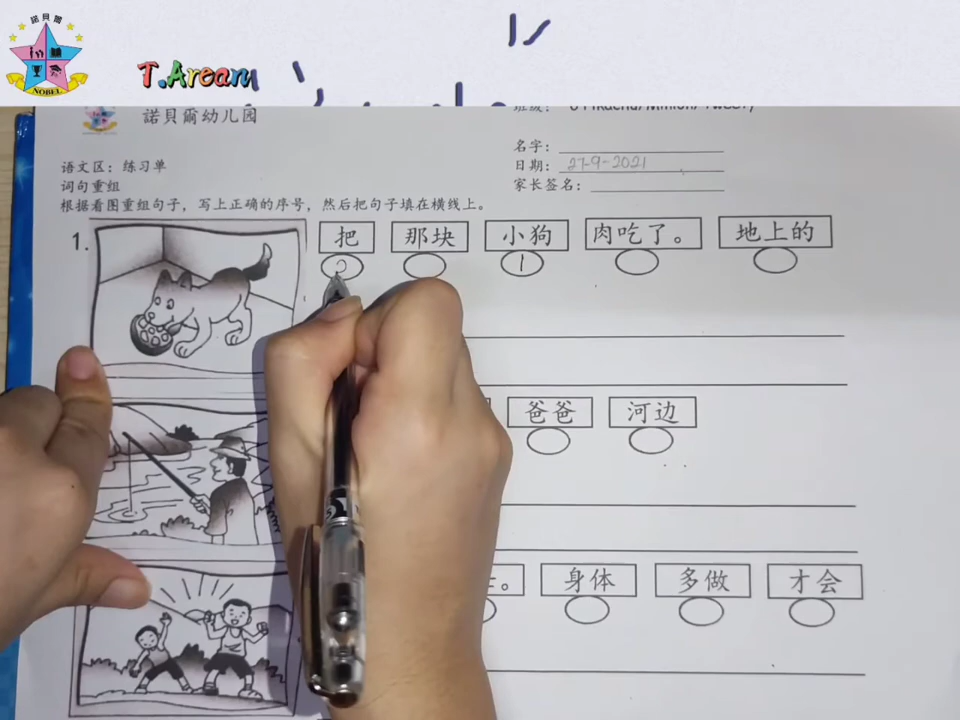 諾貝爾
NOBEL
T.Aream
諾貝爾幼儿园
名字：
语文区：练习单
日期：27-9-2021
词句重组
家长签名：
根据看图重组句子，写上正确的序号，然后把句子填在横线上。
1. 把 那块 小狗 肉吃了。 地上的
1
爸爸 河边
身体 多做 才会